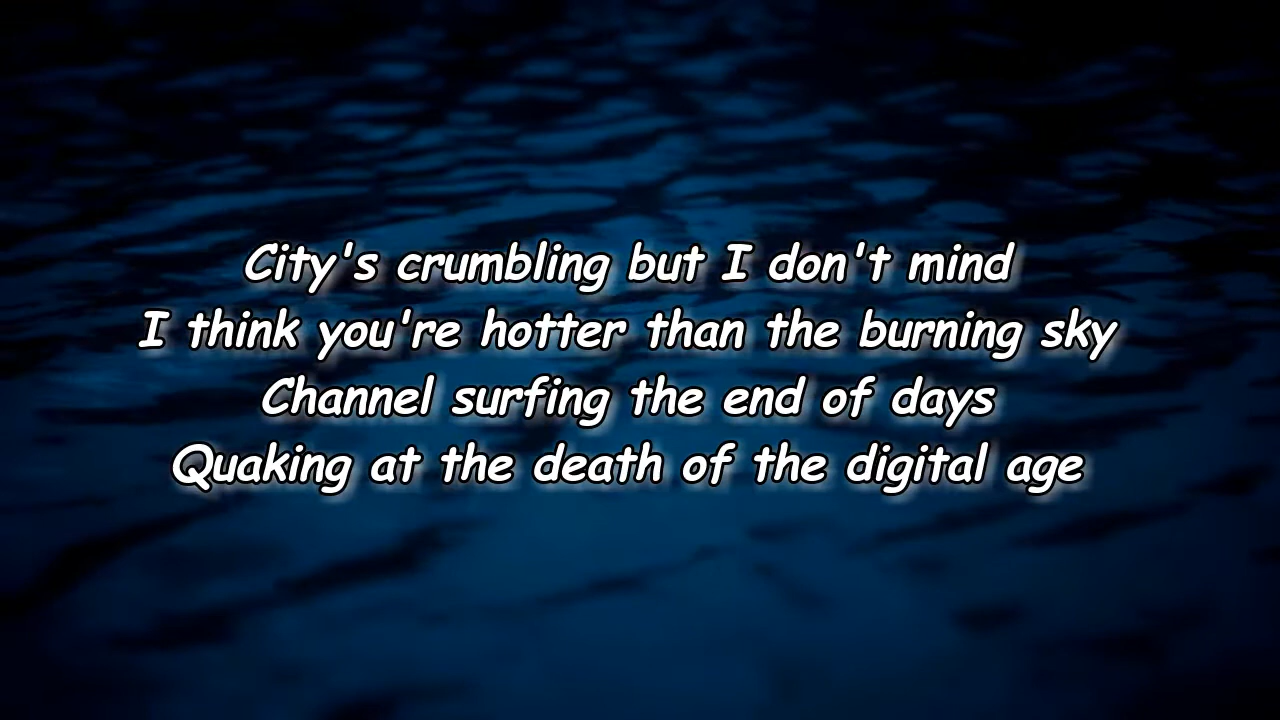 City's crumbling but I don't mind
I think you're hotter than the burning sky
Channel surfing the end of days
Quaking at the death of the digital age